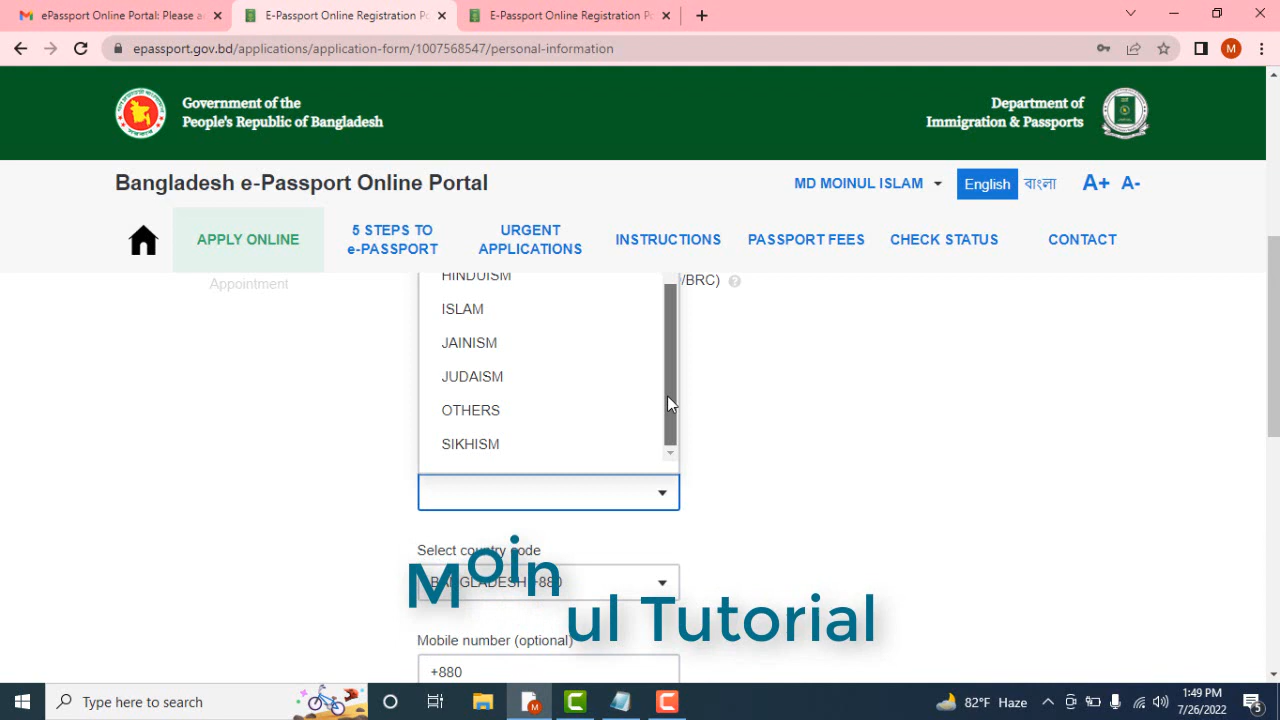 ePassport Online Portal: Please a
E-Passport Online Registration Po
E-Passport Online Registration Po
epassport.gov.bd/applications/application-form/1007568547/personal-information
M
Government of the
People's Republic of Bangladesh
Department of
Immigration & Passports
Bangladesh e-Passport Online Portal
MD MOINUL ISLAM
English
বাংলা
A+
A-
APPLY ONLINE
5 STEPS TO
e-PASSPORT
URGENT
APPLICATIONS
INSTRUCTIONS
PASSPORT FEES
CHECK STATUS
CONTACT
Appointment
HINDUISM
/BRC) ?
ISLAM
JAINISM
JUDAISM
OTHERS
SIKHISM
Select country code
BANGLADESH +880
Moinul Tutorial
Mobile number (optional)
+880
Type here to search
82°F Haze
1:49 PM
7/26/2022
5